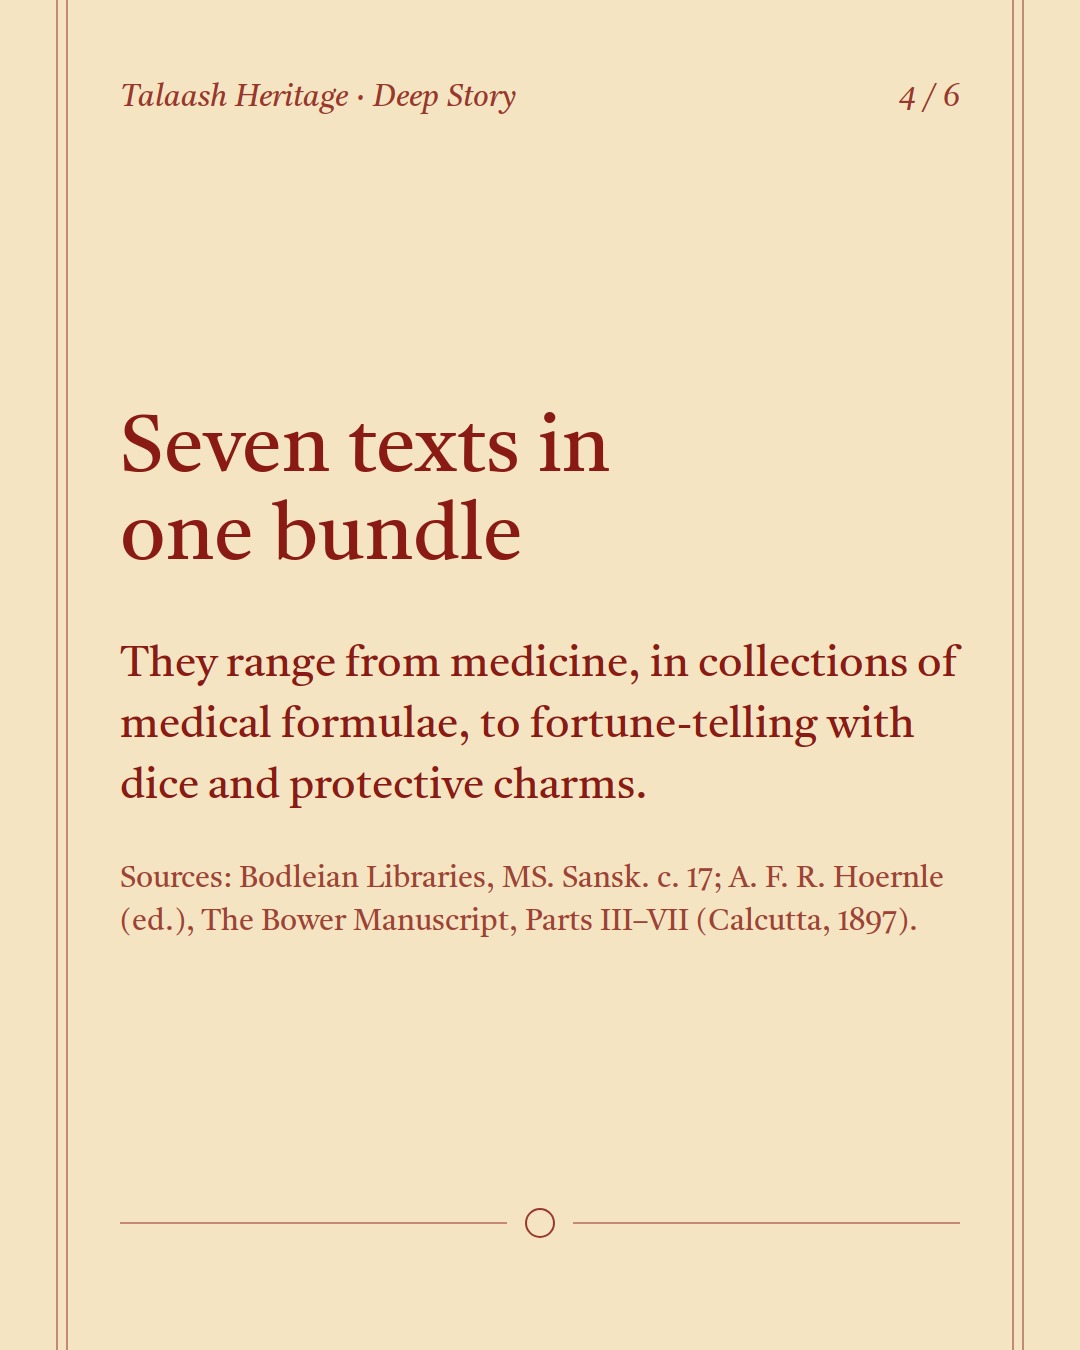 Talaash Heritage · Deep Story
4 / 6
Seven texts in
one bundle
They range from medicine, in collections of
medical formulae, to fortune-telling with
dice and protective charms.
Sources: Bodleian Libraries, MS. Sansk. c. 17; A. F. R. Hoernle
(ed.), The Bower Manuscript, Parts III–VII (Calcutta, 1897).